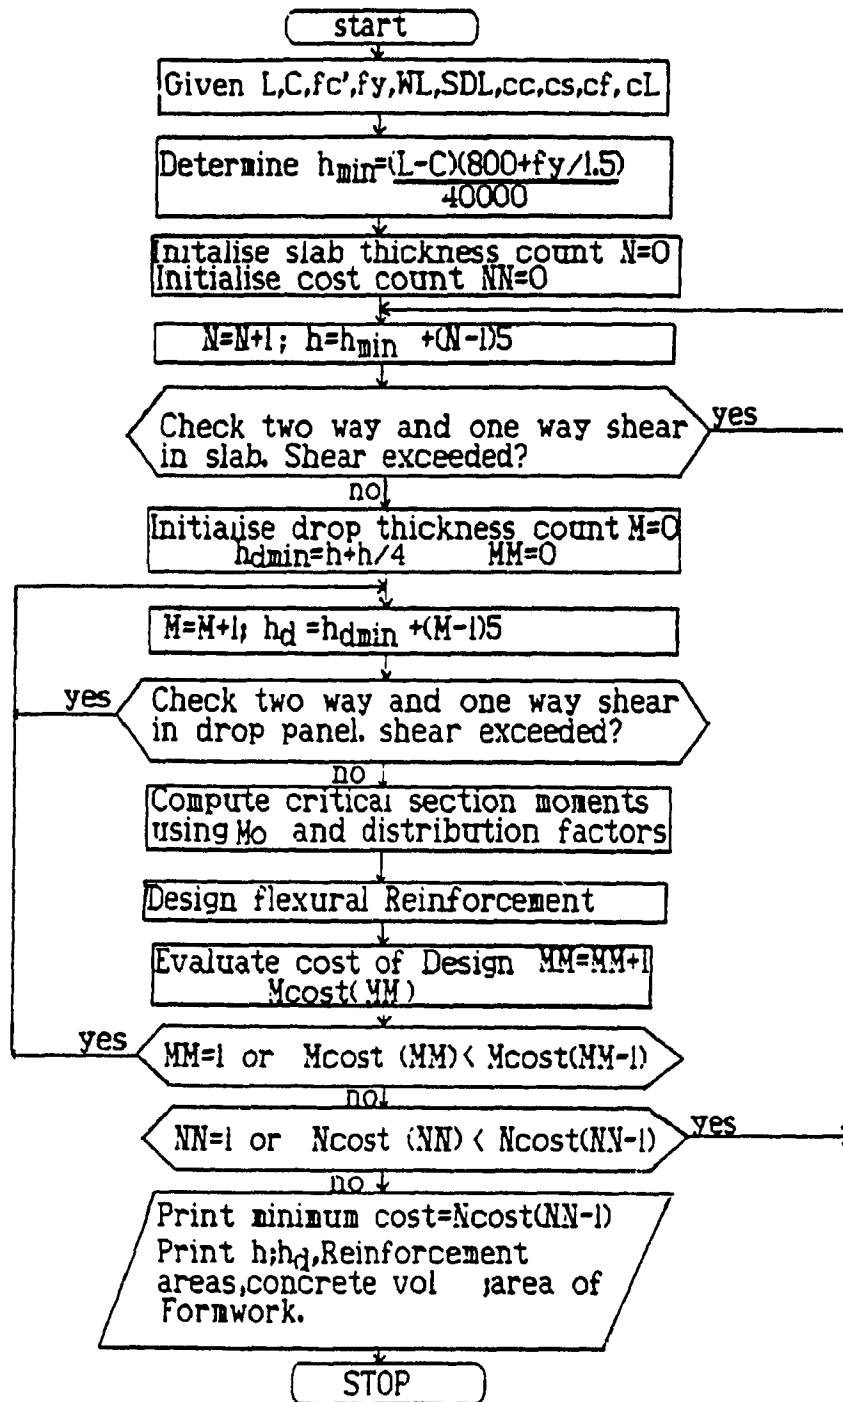 start
Given L,C,fc',fy,WL,SDL,cc,cs,cf,cL
Determine hmin=(L-C)(800+fy/1.5)
40000
Initalise slab thickness count N=0
Initialise cost count NN=0
N=N+1; h=hmin +(N-1)5
Check two way and one way shear
in slab. Shear exceeded?
yes
no
Initialise drop thickness count M=0
hdmin=h+h/4 MM=0
M=M+1; hd =hdmin +(M-1)5
yes
Check two way and one way shear
in drop panel. shear exceeded?
no
Compute critical section moments
using Mo and distribution factors
Design flexural Reinforcement
Evaluate cost of Design MM=MM+1
Mcost(MM)
yes
MM=1 or Mcost (MM)< Mcost(MM-1)
no
NN=1 or Ncost (NN) < Ncost(NN-1)
yes
no
Print minimum cost=Ncost(NN-1)
Print h;hd,Reinforcement
areas,concrete vol ;area of
Formwork.
STOP